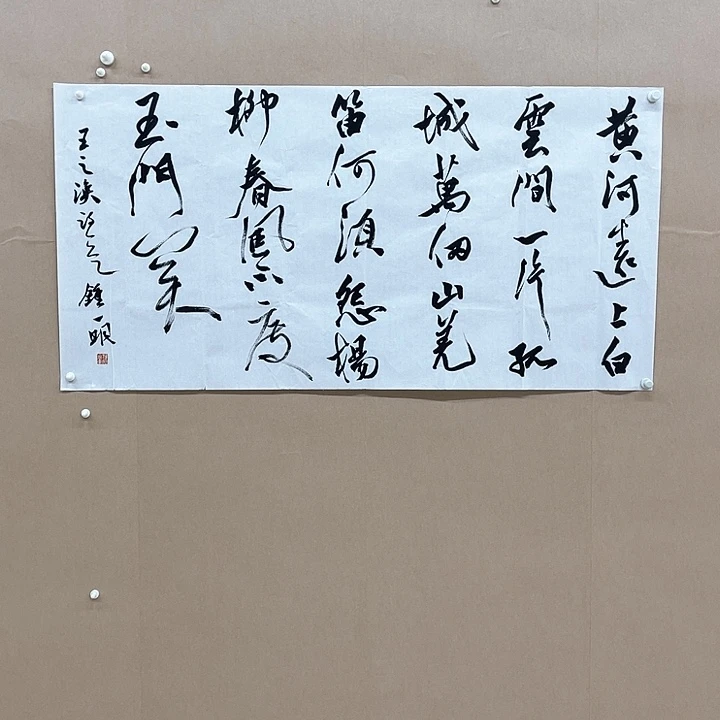 黄河遠上白
雲間一片孤
城萬仞山羌
笛何須怨楊
柳春風不度
玉門關
王之渙 鍾